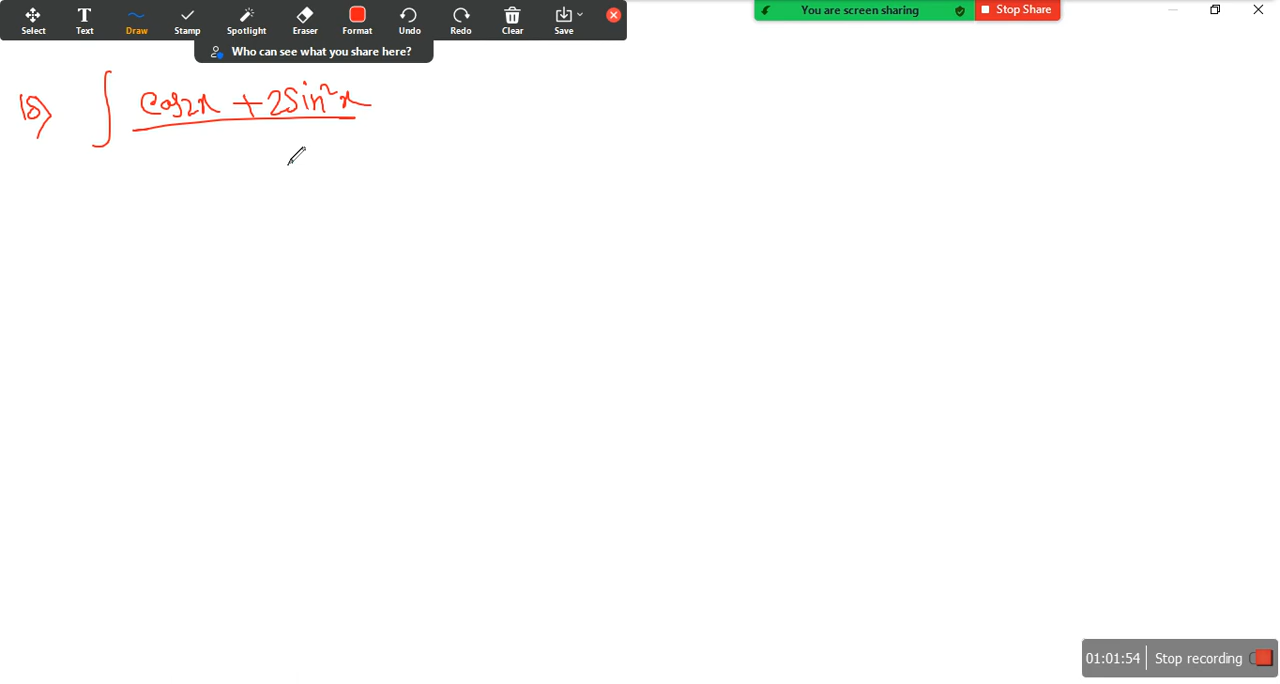 Select Text Draw Stamp Spotlight Eraser Format Undo Redo Clear Save
You are screen sharing Stop Share
Who can see what you share here?
18) ∫ Cos2x + 2Sin²x
01:01:54 Stop recording